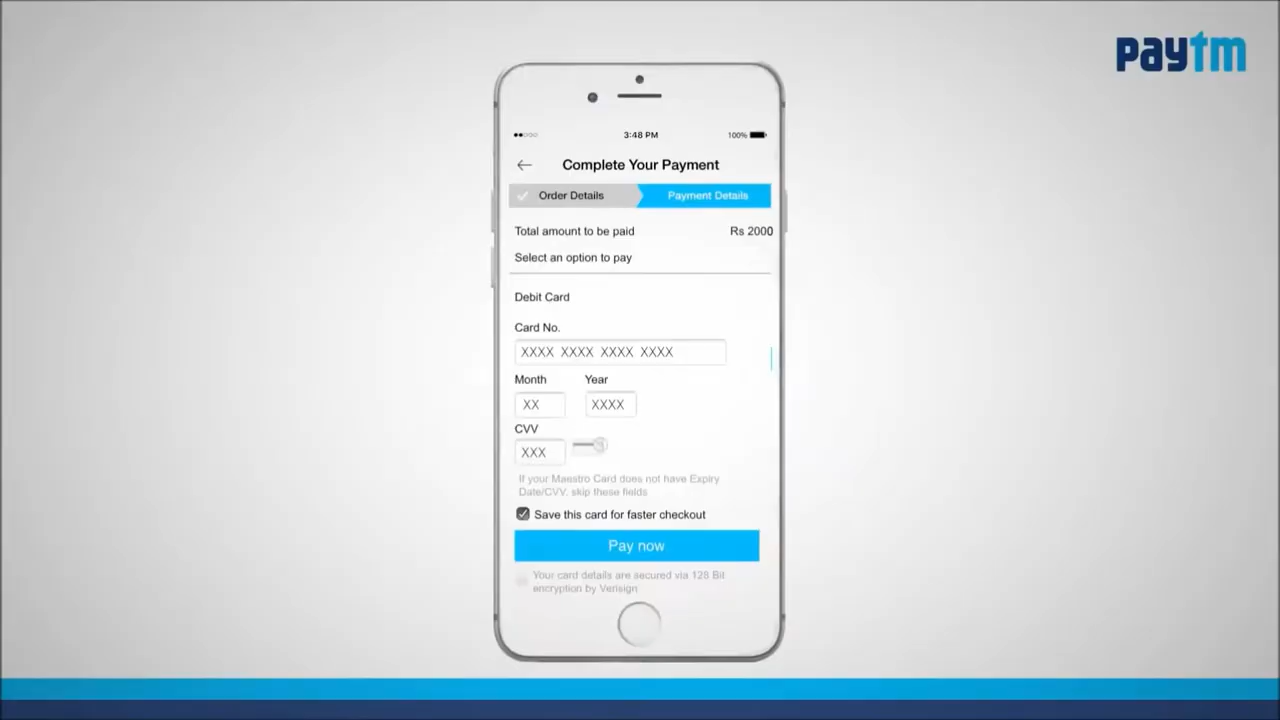 paytm
3:48 PM
100%
Complete Your Payment
Order Details
Payment Details
Total amount to be paid
Rs 2000
Select an option to pay
Debit Card
Card No.
XXXX XXXX XXXX XXXX
Month
Year
XX
XXXX
CVV
XXX
If your Maestro Card does not have Expiry
Date/CVV, skip these fields
Save this card for faster checkout
Pay now
Your card details are secured via 128 Bit
encryption by Verisign